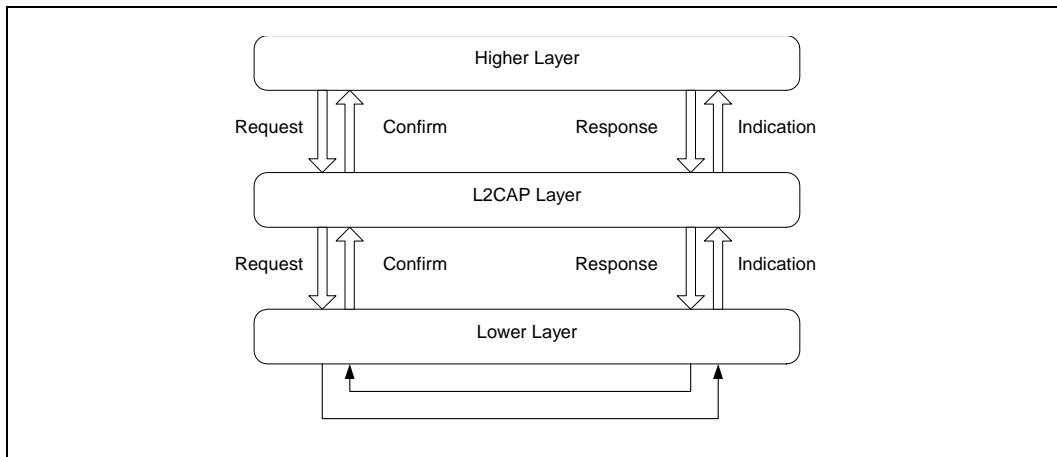 Higher Layer
Request Confirm Response Indication
L2CAP Layer
Request Confirm Response Indication
Lower Layer